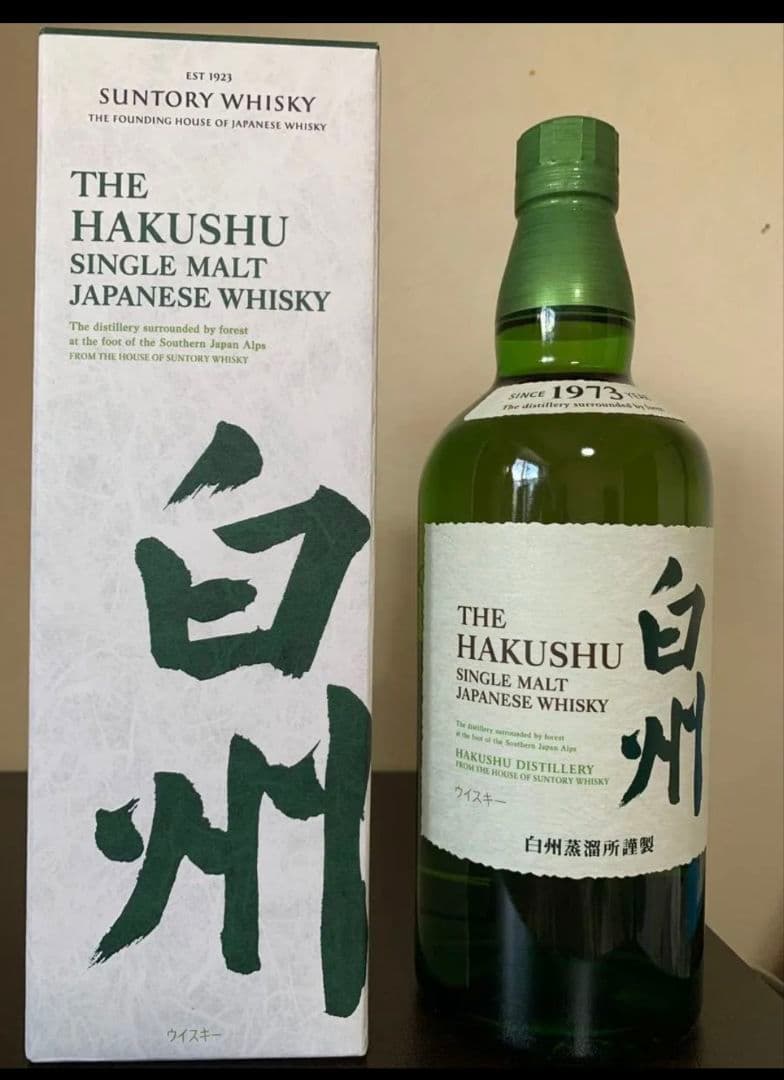 EST 1923
SUNTORY WHISKY
THE FOUNDING HOUSE OF JAPANESE WHISKY
THE
HAKUSHU
SINGLE MALT
JAPANESE WHISKY
The distillery surrounded by forest
at the foot of the Southern Japan Alps
FROM THE HOUSE OF SUNTORY WHISKY
白州
ウイスキー
SINCE 1973
The distillery surrounded by
THE
HAKUSHU
SINGLE MALT
JAPANESE WHISKY
The distillery surrounded by forest
at the foot of the Southern Japan Alps
HAKUSHU DISTILLERY
FROM THE HOUSE OF SUNTORY WHISKY
ウイスキー
白州
白州蒸溜所謹製